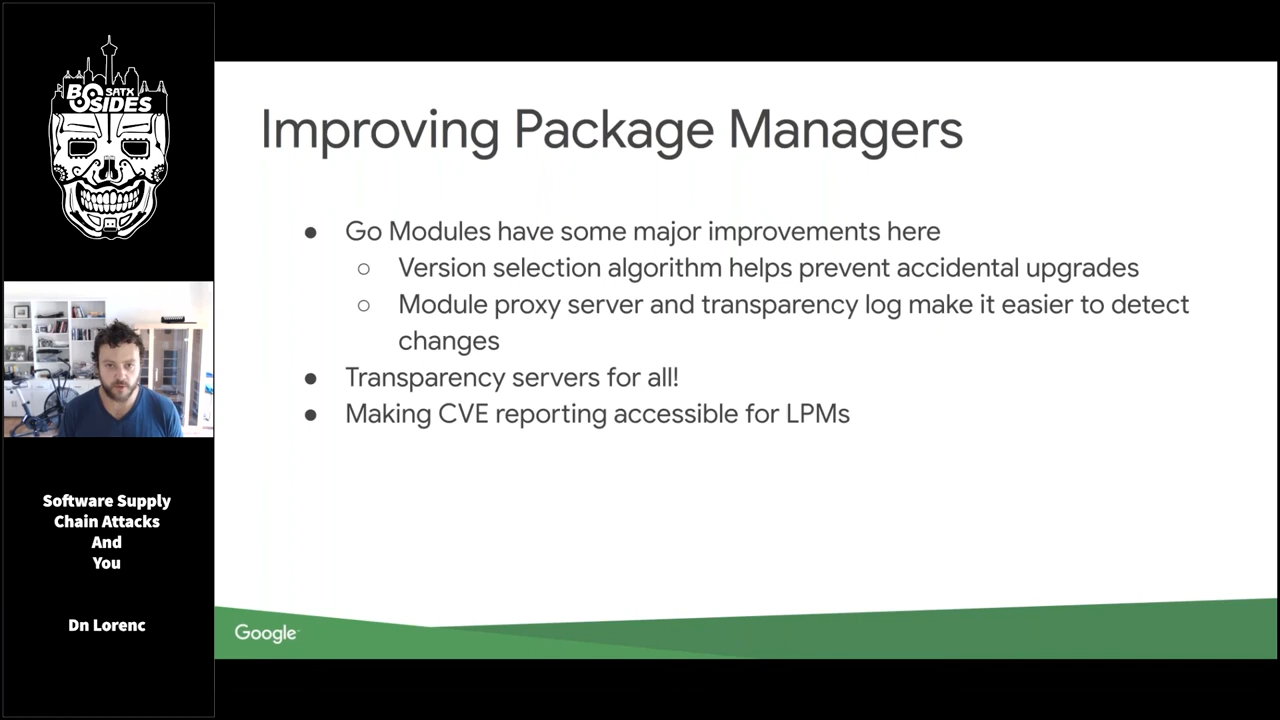 BSIDES
SATX
Improving Package Managers
● Go Modules have some major improvements here
○ Version selection algorithm helps prevent accidental upgrades
○ Module proxy server and transparency log make it easier to detect
changes
● Transparency servers for all!
● Making CVE reporting accessible for LPMs
Software Supply
Chain Attacks
And
You
Dn Lorenc
Google